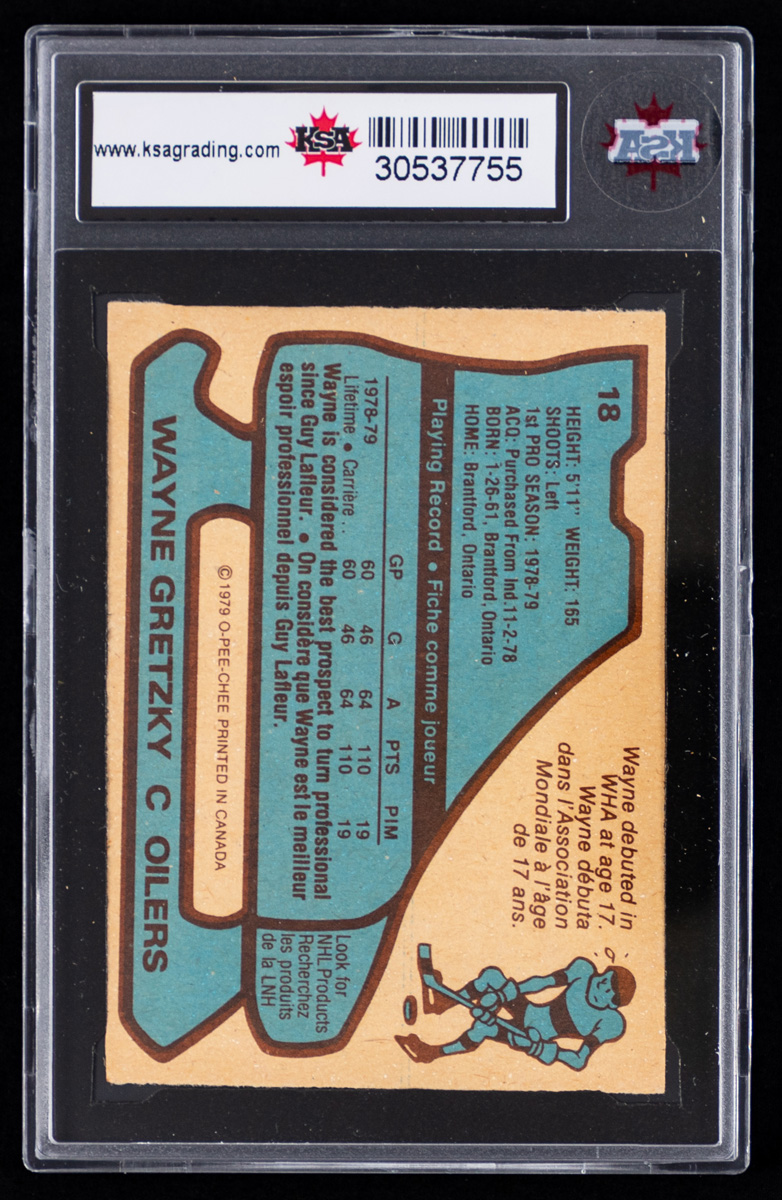 www.ksagrading.com
KSA
30537755
KSA
18
HEIGHT: 5'11" WEIGHT: 165
SHOOTS: Left
1st PRO SEASON: 1978-79
ACQ: Purchased From Ind. 11-2-78
BORN: 1-26-61, Brantford, Ontario
HOME: Brantford, Ontario
Wayne debuted in
WHA at age 17.
Wayne débuta
dans l'Association
Mondiale à l'âge
de 17 ans.
Playing Record • Fiche comme joueur
GP G A PTS PIM
1978-79 60 46 64 110 19
Lifetime • Carrière ... 60 46 64 110 19
Wayne is considered the best prospect to turn professional
since Guy Lafleur. • On considère que Wayne est le meilleur
espoir professionnel depuis Guy Lafleur.
Look for
NHL Products
Recherchez
les produits
de la LNH
© 1979 O-PEE-CHEE PRINTED IN CANADA
WAYNE GRETZKY C OILERS